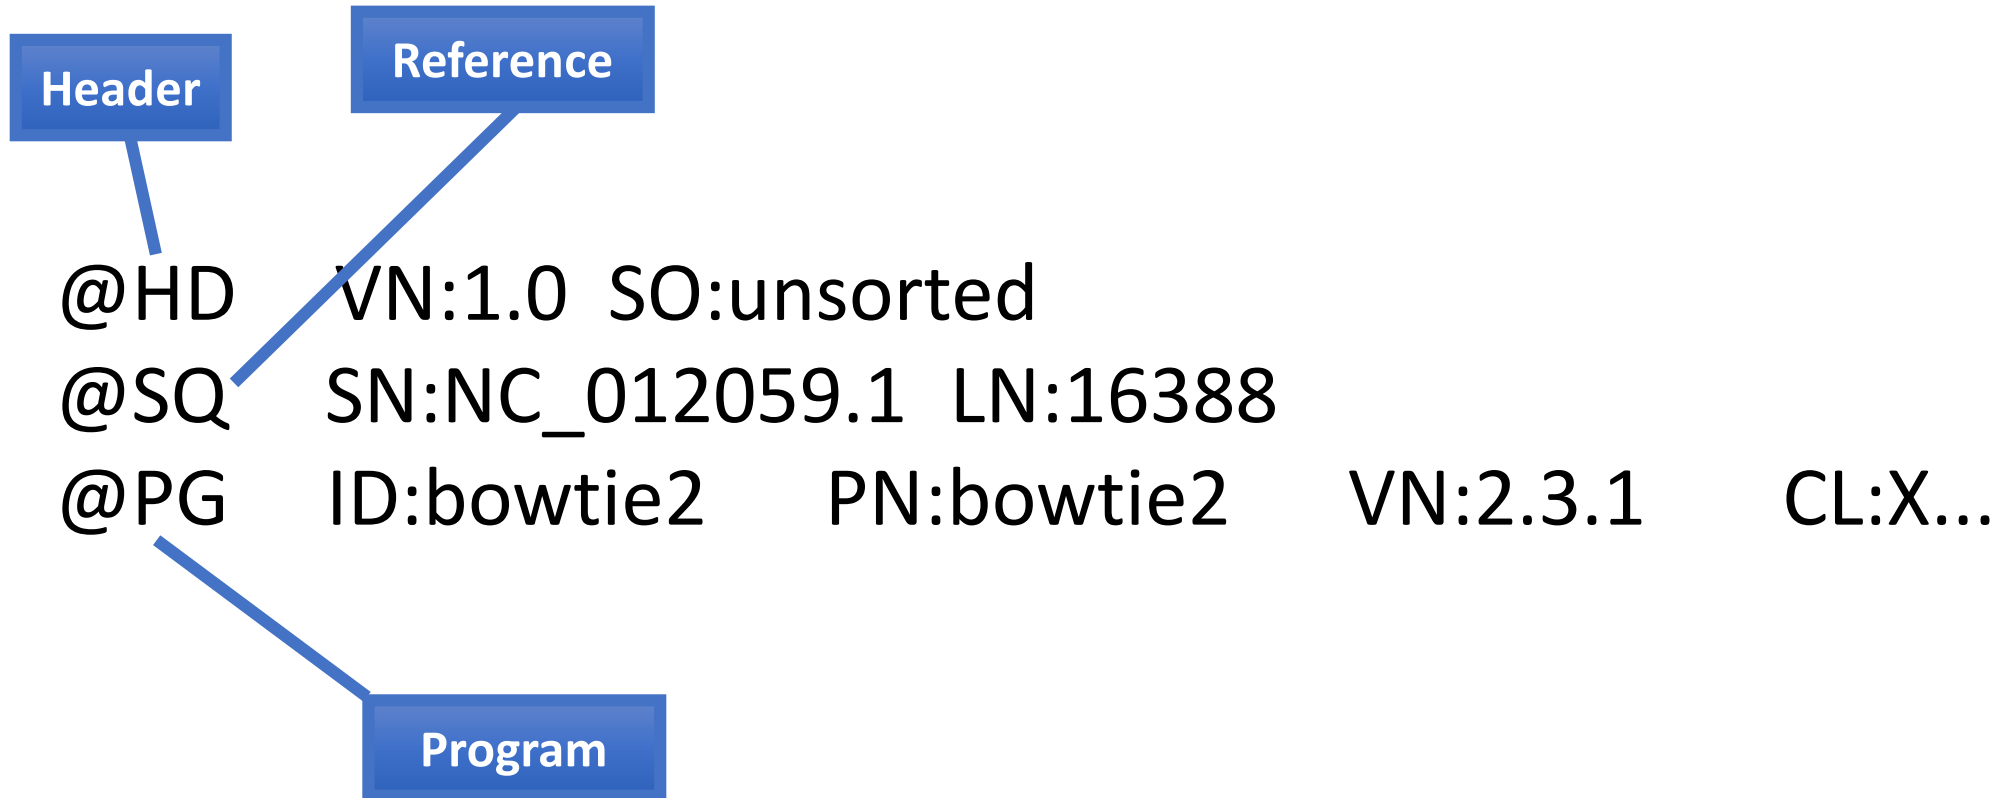 Header
Reference
@HD VN:1.0 SO:unsorted
@SQ SN:NC_012059.1 LN:16388
@PG ID:bowtie2 PN:bowtie2 VN:2.3.1 CL:X...
Program